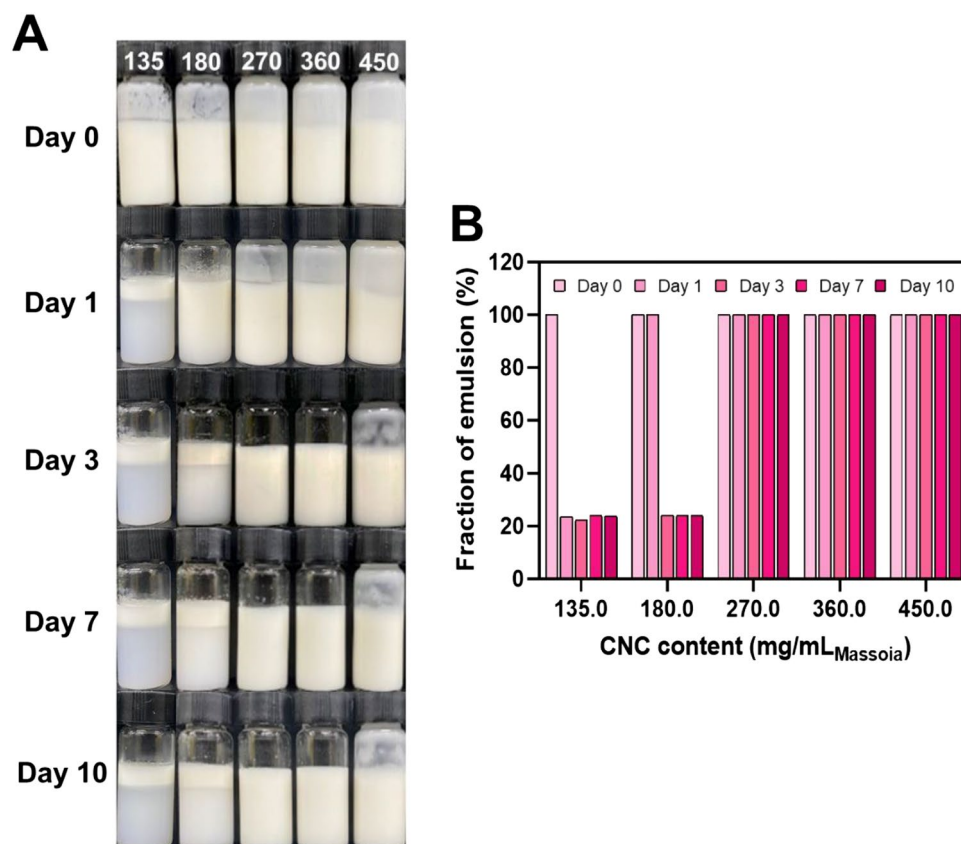 A
135 180 270 360 450
Day 0
Day 1
Day 3
Day 7
Day 10
B
Fraction of emulsion (%)
120
100
80
60
40
20
0
Day 0 Day 1 Day 3 Day 7 Day 10
135.0 180.0 270.0 360.0 450.0
CNC content (mg/mLMassoia)